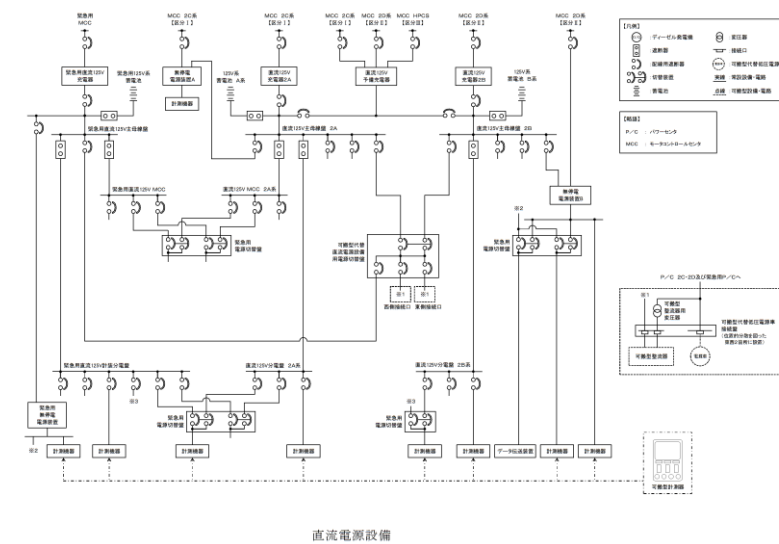 緊急用
MCC
MCC 2C系
【区分Ⅰ】
MCC 2C系
【区分Ⅰ】
MCC 2C系
【区分Ⅰ】
MCC 2D系
【区分Ⅱ】
MCC HPCS
【区分Ⅲ】
MCC 2D系
【区分Ⅱ】
MCC 2D系
【区分Ⅱ】
緊急用直流125V
充電器
緊急用125V系
蓄電池
無停電
電源装置A
計測機器
125V系
蓄電池 A系
直流125V
充電器2A
直流125V
予備充電器
直流125V
充電器2B
125V系
蓄電池 B系
緊急用直流125V主母線盤
直流125V主母線盤 2A
直流125V主母線盤 2B
無停電
電源装置B
緊急用直流125V MCC
直流125V MCC 2A系
緊急用
電源切替盤
可搬型代替
直流電源設備
用電源切替盤
※1
※1
西側接続口
東側接続口
※2
緊急用
電源切替盤
緊急用直流125V計装分電盤
直流125V分電盤 2A系
直流125V分電盤 2B系
※3
※3
緊急用
無停電
電源装置
緊急用
電源切替盤
緊急用
電源切替盤
※2
計測機器
計測機器
計測機器
計測機器
計測機器
計測機器
データ伝送装置
計測機器
計測機器
可搬型計測器
【凡例】
:ディーゼル発電機
:変圧器
:遮断器
:接続口
:配線用遮断器
:可搬型代替低圧電源車
:切替装置
実線 :常設設備・電路
:蓄電池
点線 :可搬型設備・電路
【略語】
P/C : パワーセンタ
MCC : モータコントロールセンタ
P/C 2C・2D及び緊急用P/Cへ
※1
可搬型
整流器用
変圧器
可搬型代替低圧電源車
接続盤
可搬型整流器
電源車
直流電源設備